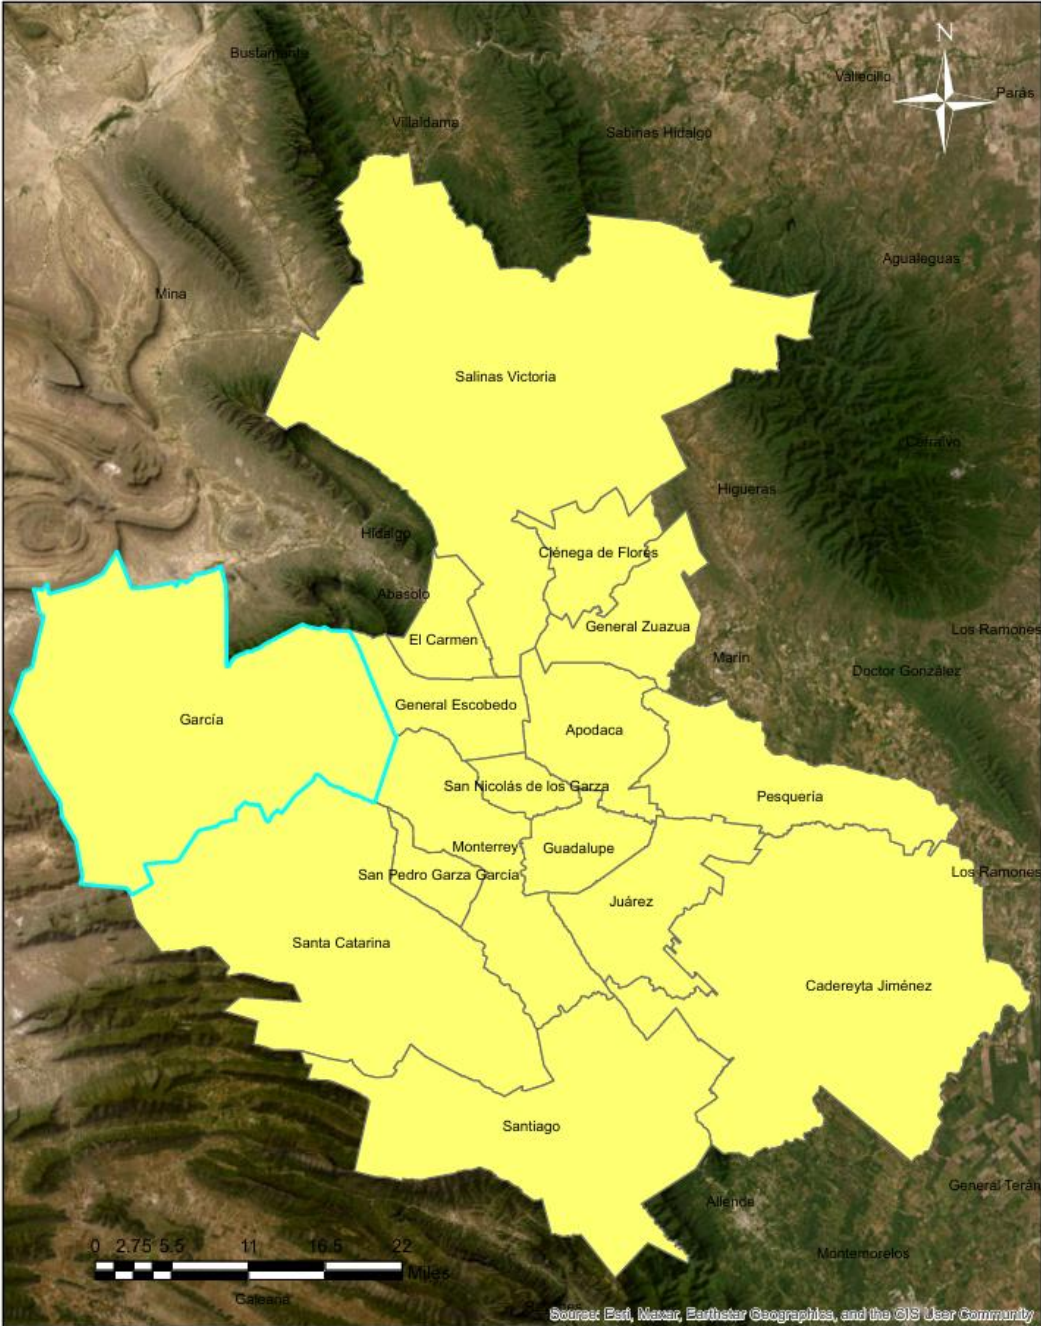 N
Bustamante
Vallecillo
Parás
Villaldama
Sabinas Hidalgo
Agualeguas
Mina
Salinas Victoria
Cerralvo
Higueras
Hidalgo
Ciénega de Flores
Abasolo
General Zuazua
Los Ramones
El Carmen
Marín
Doctor González
General Escobedo
García
Apodaca
San Nicolás de los Garza
Pesquería
Monterrey
Guadalupe
San Pedro Garza García
Los Ramones
Juárez
Santa Catarina
Cadereyta Jiménez
Santiago
General Terán
Allende
0 2.75 5.5 11 16.5 22
Montemorelos
Miles
Galeana
Source: Esri, Maxar, Earthstar Geographics, and the GIS User Community